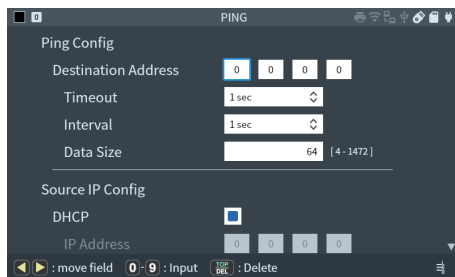 0 PING
Ping Config
Destination Address 0 0 0 0
Timeout 1 sec
Interval 1 sec
Data Size 64 [ 4 - 1472 ]
Source IP Config
DHCP
IP Address 0 0 0 0
: move field 0 - 9 : Input TOP DEL : Delete